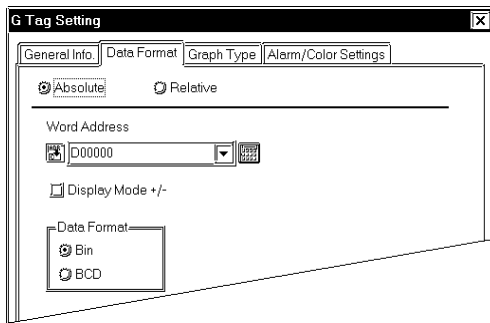 G Tag Setting
General Info. Data Format Graph Type Alarm/Color Settings
Absolute Relative
Word Address
D00000
Display Mode +/-
Data Format
Bin
BCD